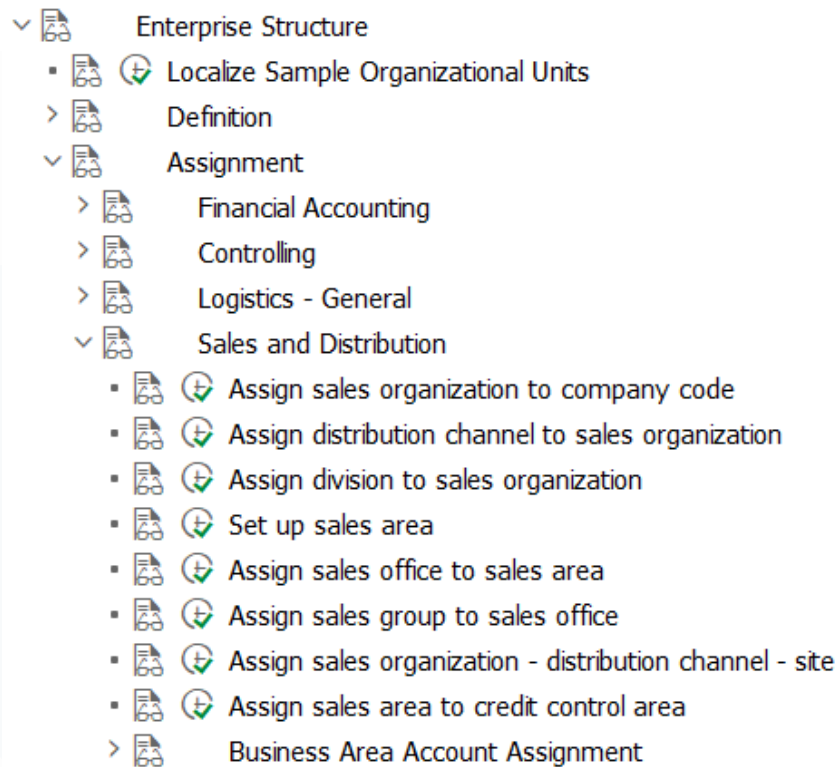 Enterprise Structure
Localize Sample Organizational Units
Definition
Assignment
Financial Accounting
Controlling
Logistics - General
Sales and Distribution
Assign sales organization to company code
Assign distribution channel to sales organization
Assign division to sales organization
Set up sales area
Assign sales office to sales area
Assign sales group to sales office
Assign sales organization - distribution channel - site
Assign sales area to credit control area
Business Area Account Assignment